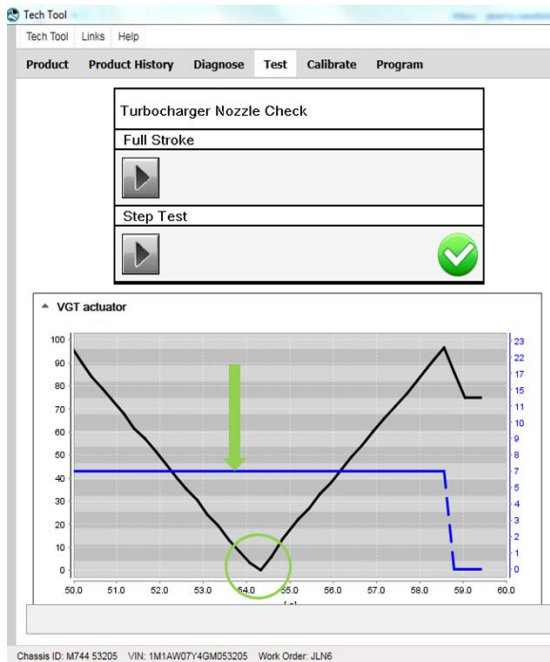 Tech Tool
Tech Tool Links Help
Product Product History Diagnose Test Calibrate Program
Turbocharger Nozzle Check
Full Stroke
Step Test
VGT actuator
100
90
80
70
60
50
40
30
20
10
0
23
22
17
15
11
10
9
8
7
5
4
3
2
1
0
50.0 51.0 52.0 53.0 54.0 55.0 56.0 57.0 58.0 59.0 60.0
Chassis ID: M744 53205 VIN: 1M1AW07Y4GM053205 Work Order: JLN6